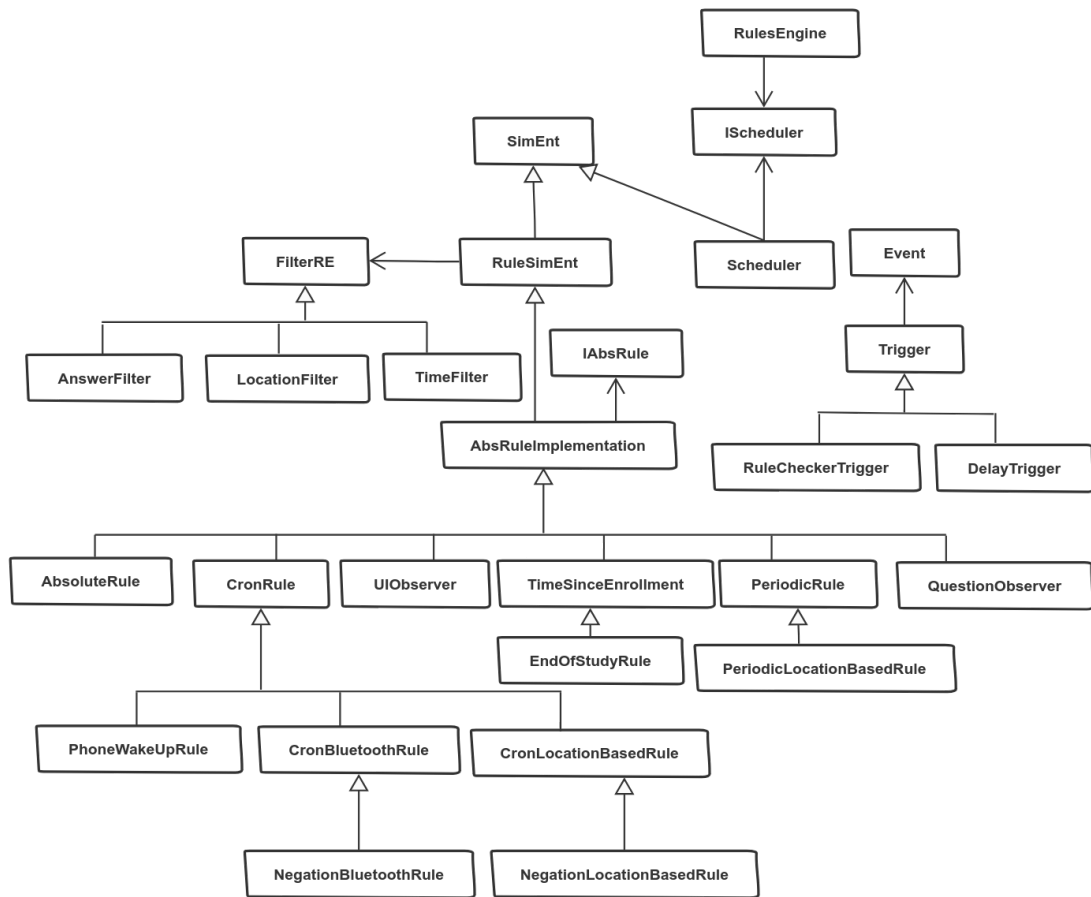 RulesEngine
IScheduler
SimEnt
FilterRE
RuleSimEnt
Scheduler
Event
AnswerFilter
LocationFilter
TimeFilter
IAbsRule
Trigger
AbsRuleImplementation
RuleCheckerTrigger
DelayTrigger
AbsoluteRule
CronRule
UIObserver
TimeSinceEnrollment
PeriodicRule
QuestionObserver
EndOfStudyRule
PeriodicLocationBasedRule
PhoneWakeUpRule
CronBluetoothRule
CronLocationBasedRule
NegationBluetoothRule
NegationLocationBasedRule